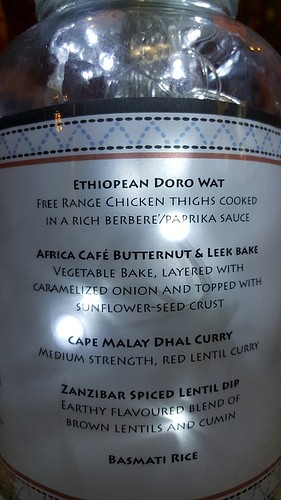 Ethiopian Doro Wat
Free Range Chicken thighs cooked
in a rich berbere'/paprika sauce
Africa Café Butternut & Leek bake
Vegetable Bake, layered with
caramelized onion and topped with
sunflower-seed crust
Cape Malay Dhal Curry
Medium strength, red lentil curry
Zanzibar Spiced Lentil dip
Earthy flavoured blend of
brown lentils and cumin
Basmati Rice